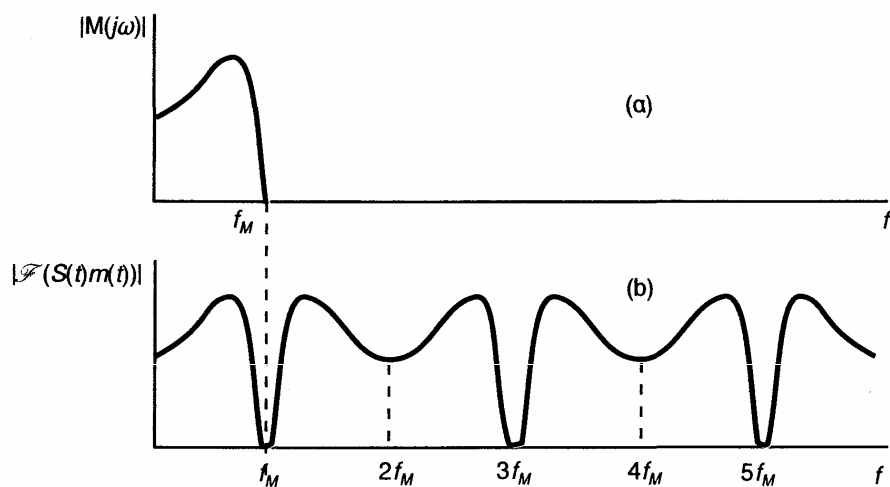 |M(jω)|
(a)
f_M
f
|ℱ(S(t)m(t))|
(b)
f_M
2f_M
3f_M
4f_M
5f_M
f